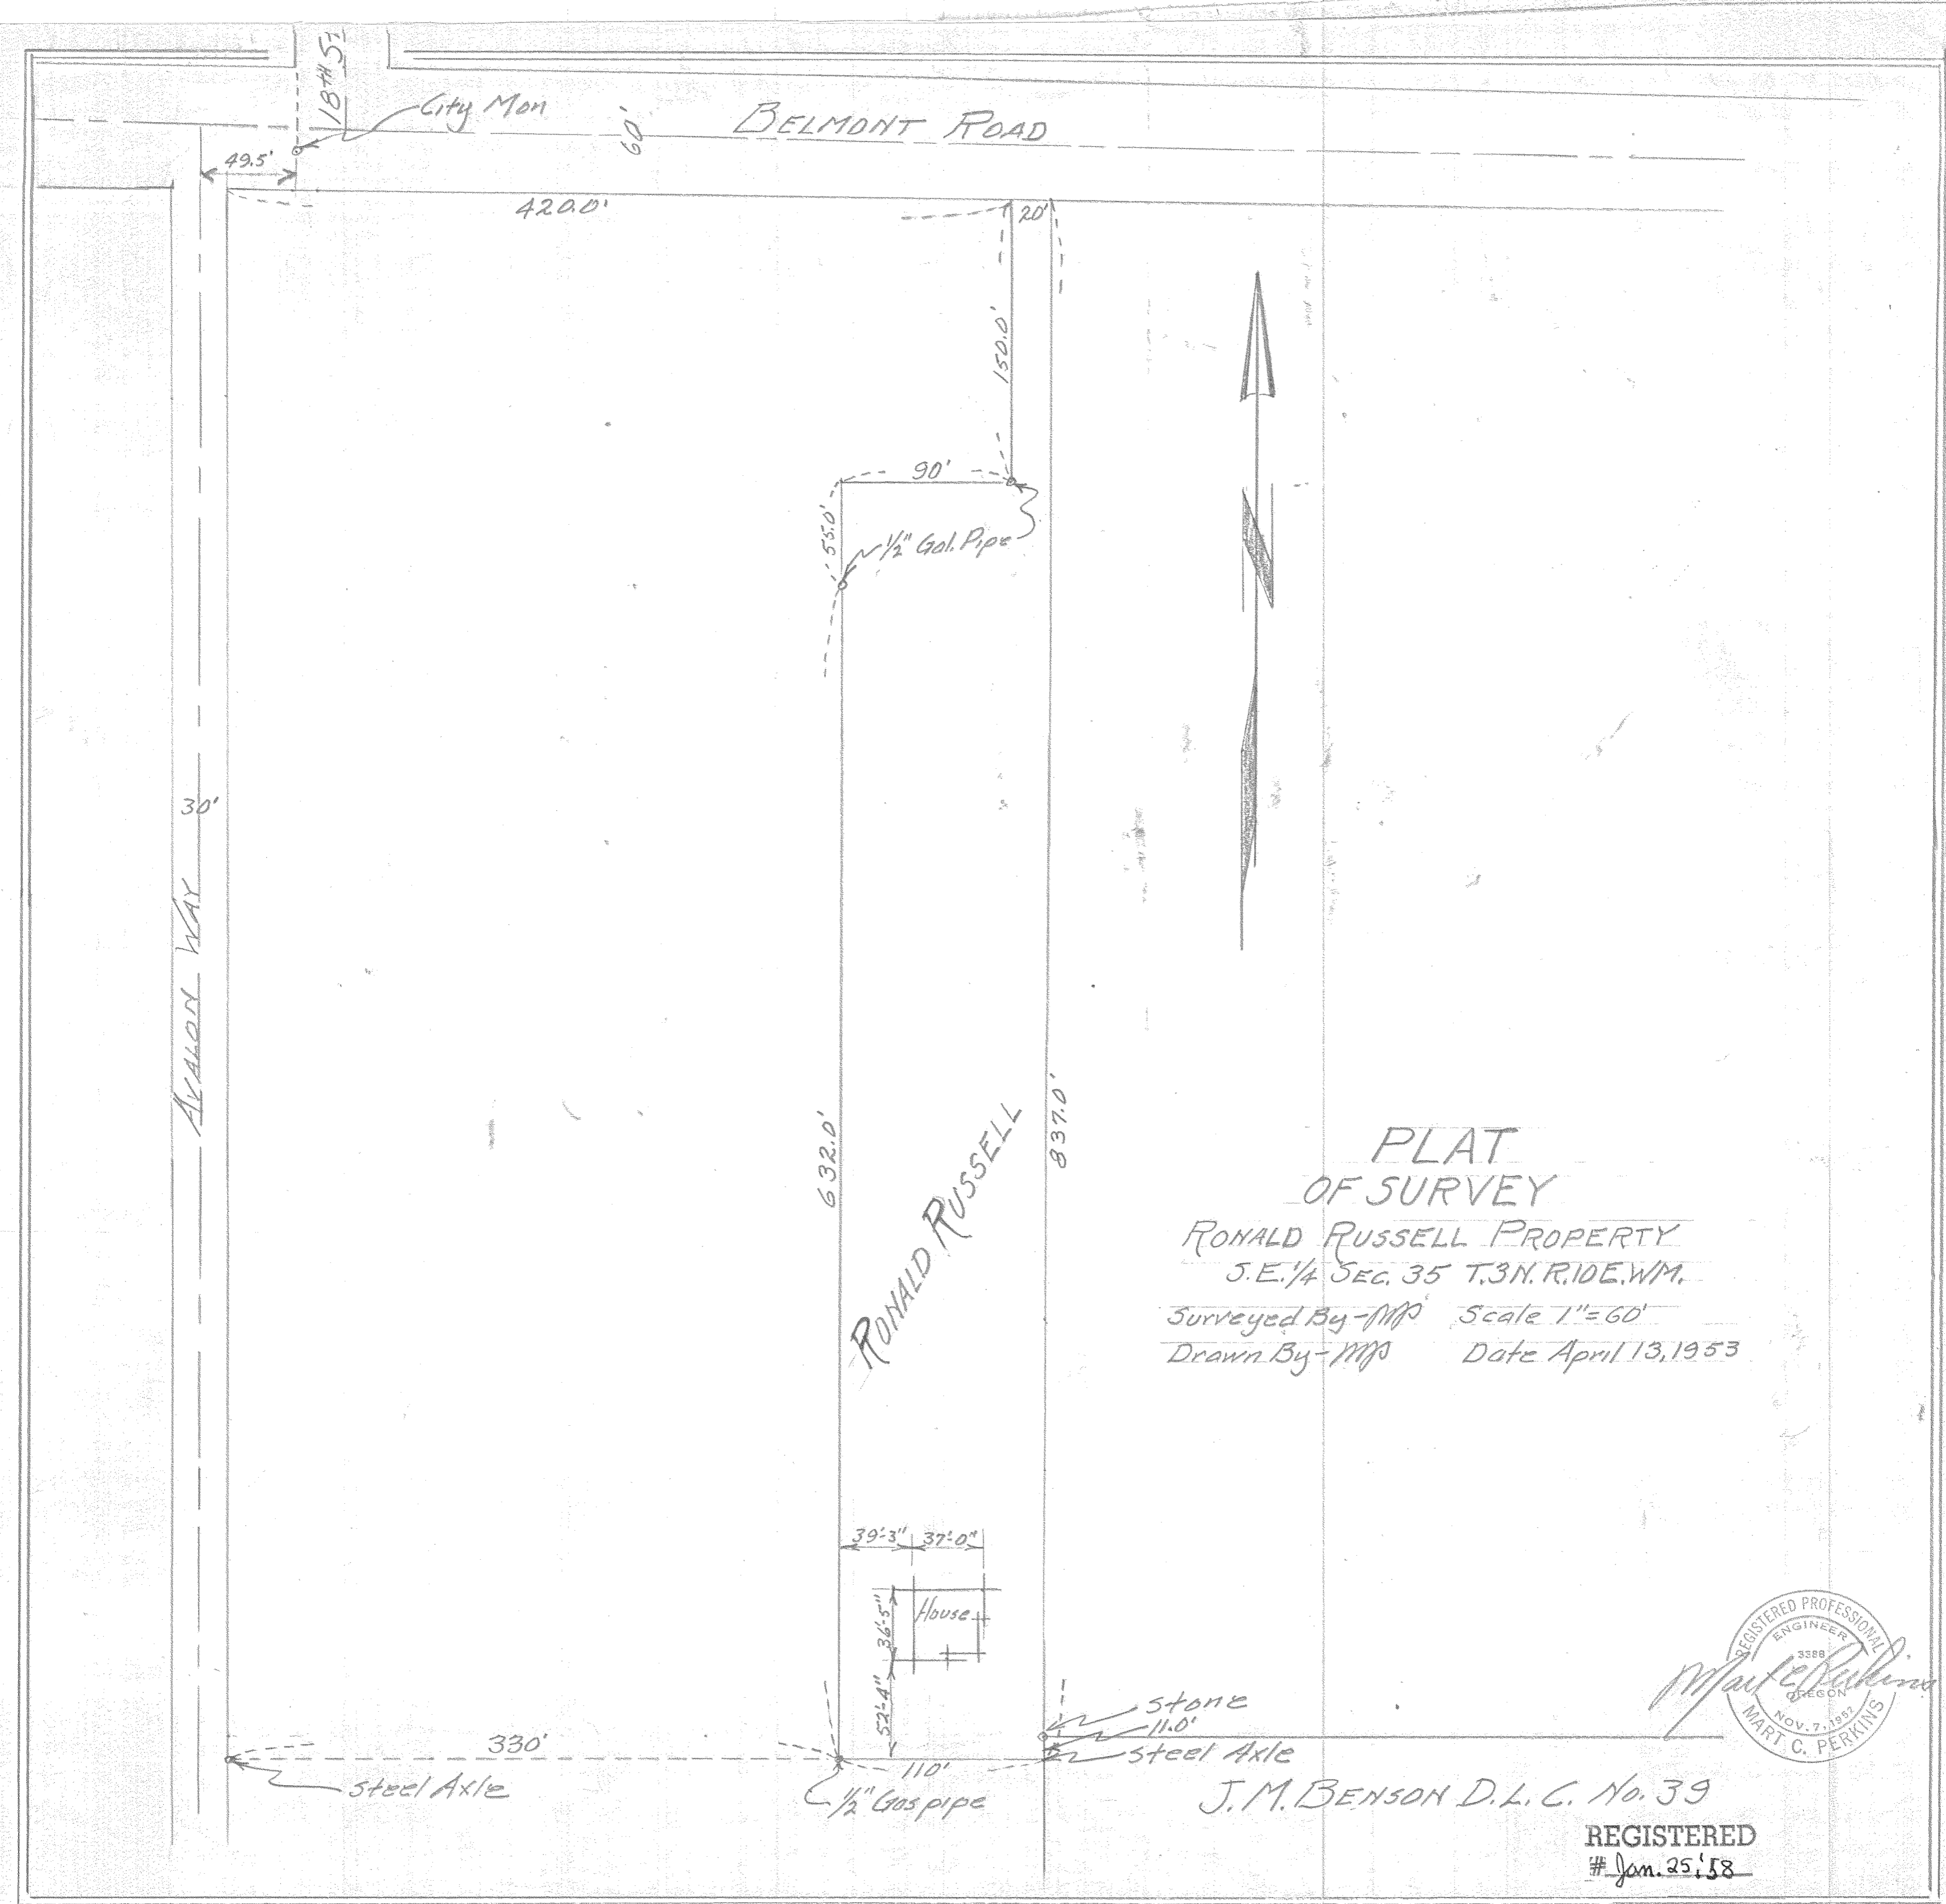 18TH ST
City Mon
60'
BELMONT ROAD
49.5'
420.0'
20'
150.0'
90'
55.0'
1/2" Gal. Pipe
30'
AVALON WAY
632.0'
RONALD RUSSELL
837.0'
PLAT
OF SURVEY
RONALD RUSSELL PROPERTY
S.E. 1/4 SEC. 35 T.3N. R.10E. W.M.
Surveyed By - MP Scale 1"=60'
Drawn By - MP Date April 13, 1953
39'-3" 37'-0"
House
36'-5"
52'-4"
stone
11.0'
steel Axle
330'
steel Axle
110'
1/2" Gas pipe
J.M. BENSON D.L.C. No. 39
REGISTERED PROFESSIONAL
ENGINEER
3388
Mart C Perkins
OREGON
NOV. 7, 1952
MART C. PERKINS
REGISTERED
# Jan. 25, '58